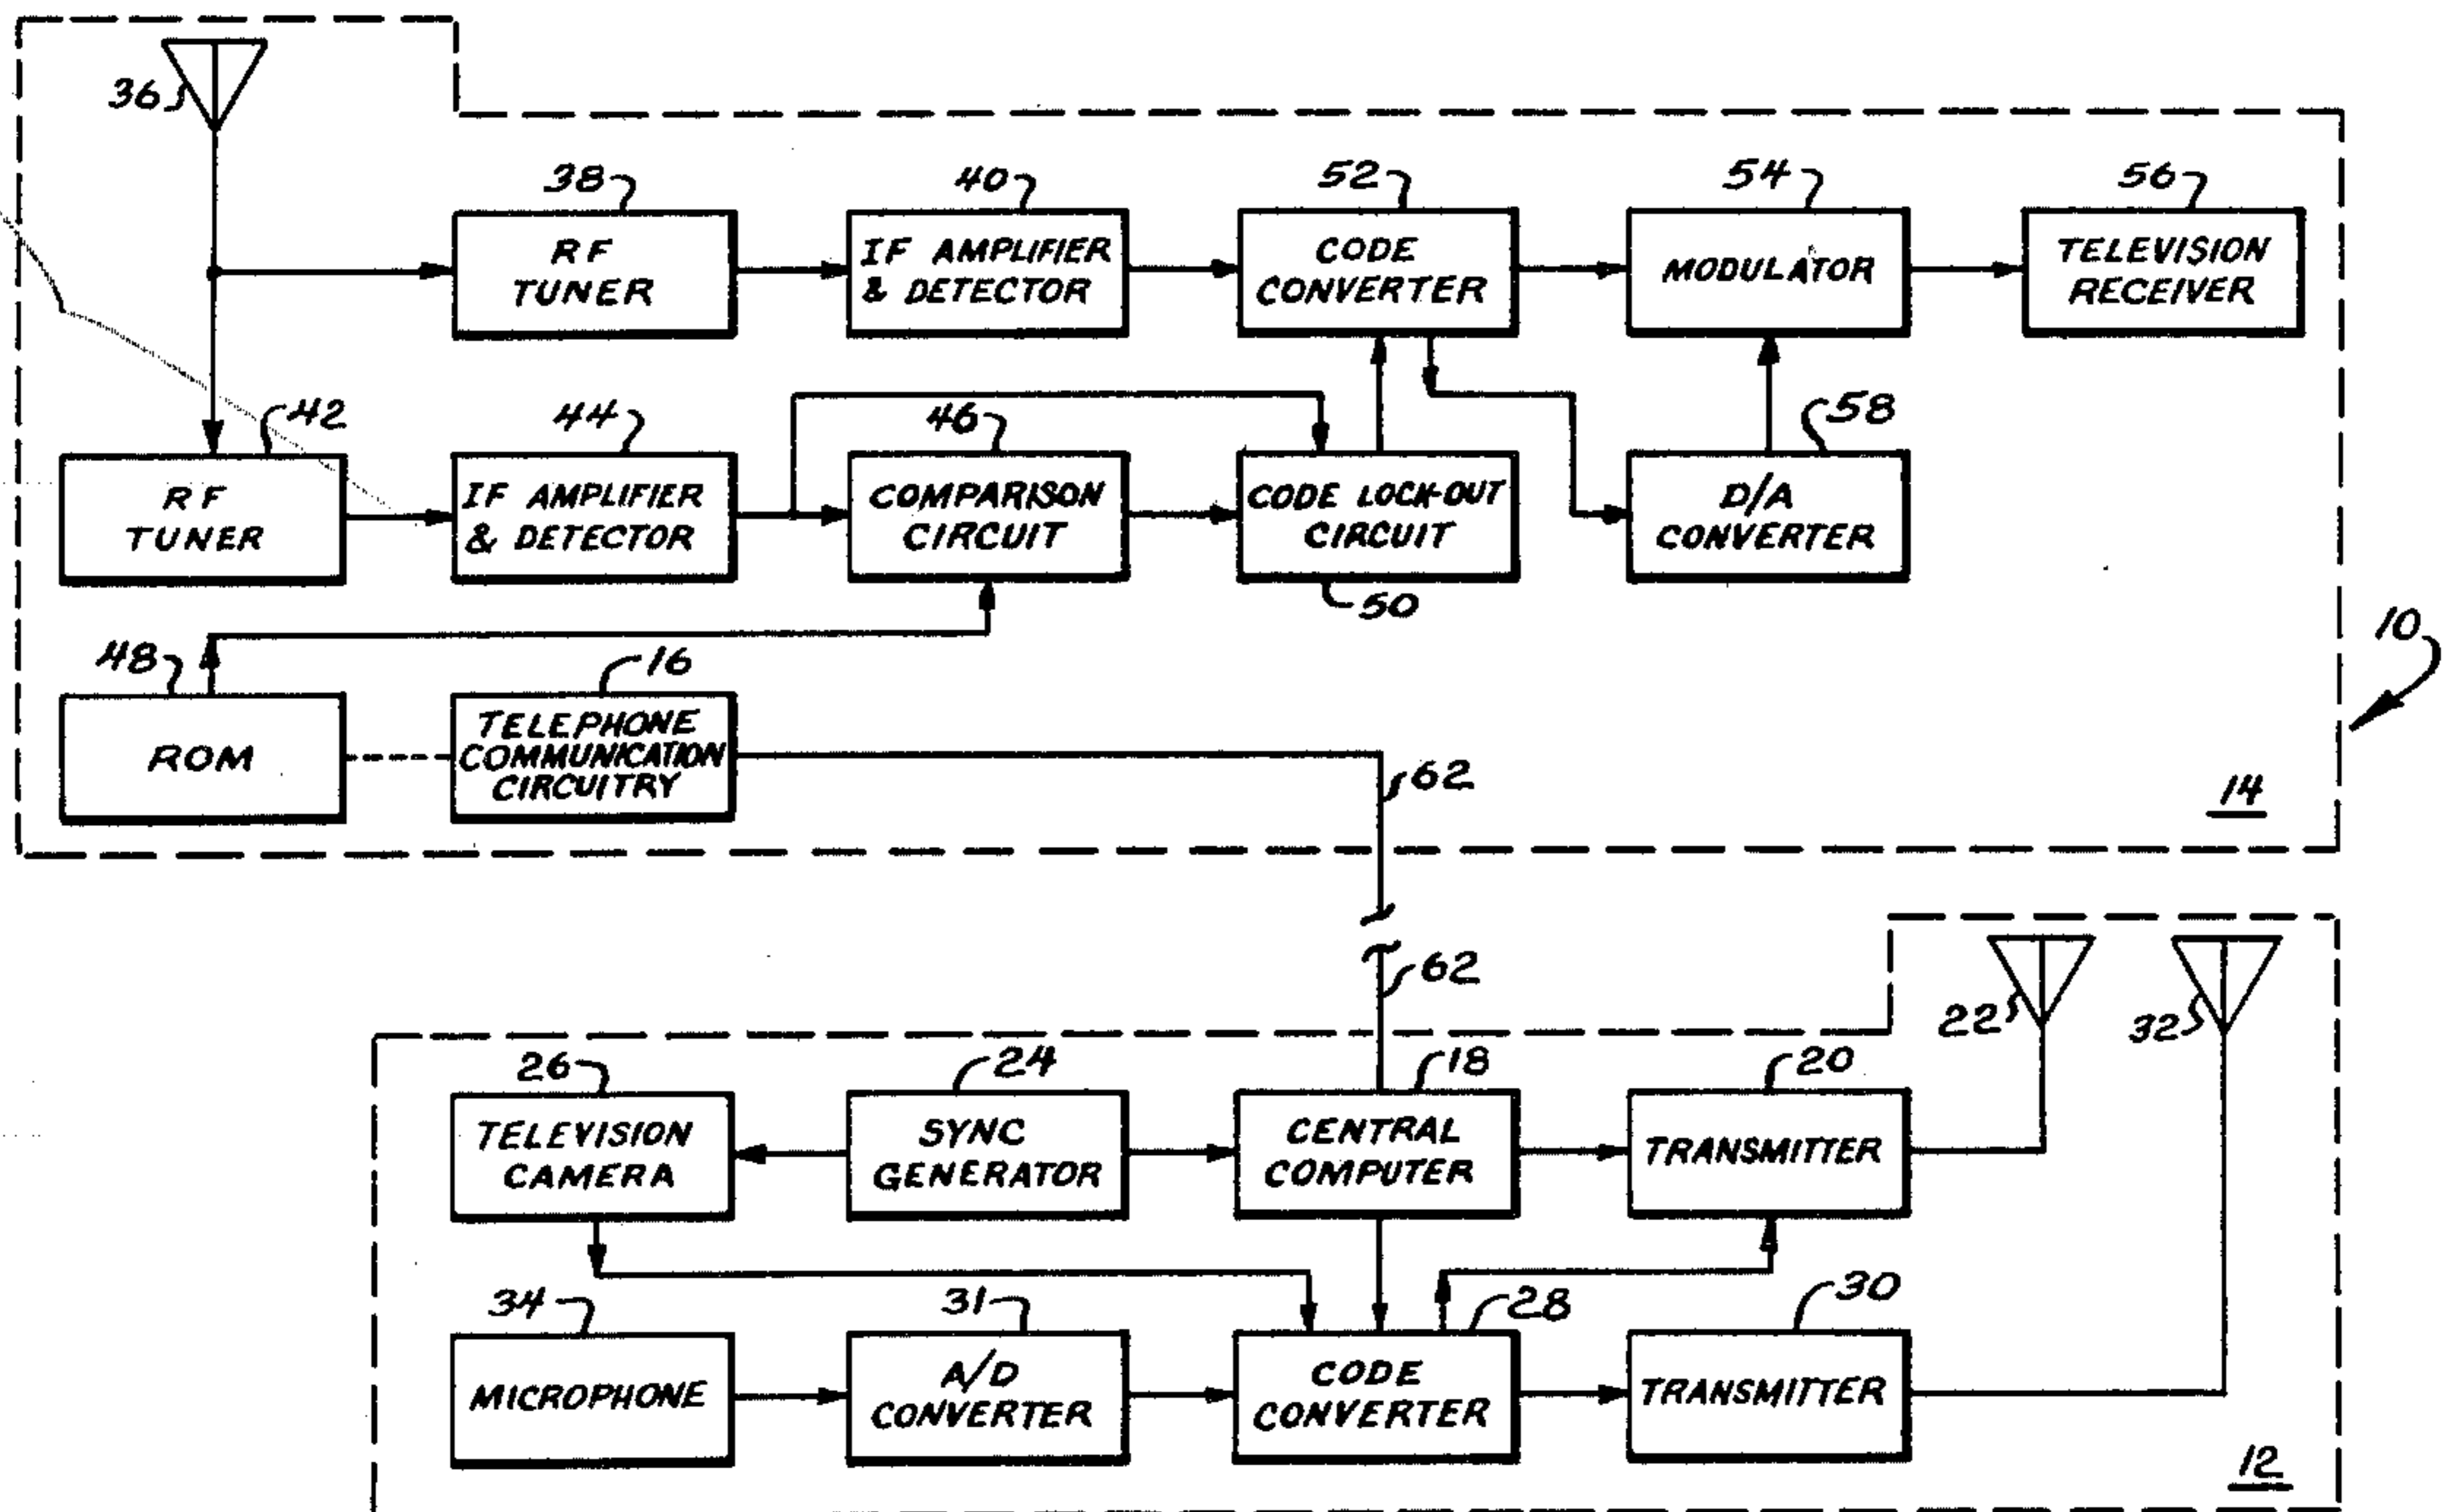 36
38
40
52
54
56
RF
TUNER
IF AMPLIFIER
& DETECTOR
CODE
CONVERTER
MODULATOR
TELEVISION
RECEIVER
42
44
46
58
RF
TUNER
IF AMPLIFIER
& DETECTOR
COMPARISON
CIRCUIT
CODE LOCK-OUT
CIRCUIT
D/A
CONVERTER
50
10
48
16
ROM
TELEPHONE
COMMUNICATION
CIRCUITRY
62
14
62
22
32
26
24
18
20
TELEVISION
CAMERA
SYNC
GENERATOR
CENTRAL
COMPUTER
TRANSMITTER
34
31
28
30
MICROPHONE
A/D
CONVERTER
CODE
CONVERTER
TRANSMITTER
12